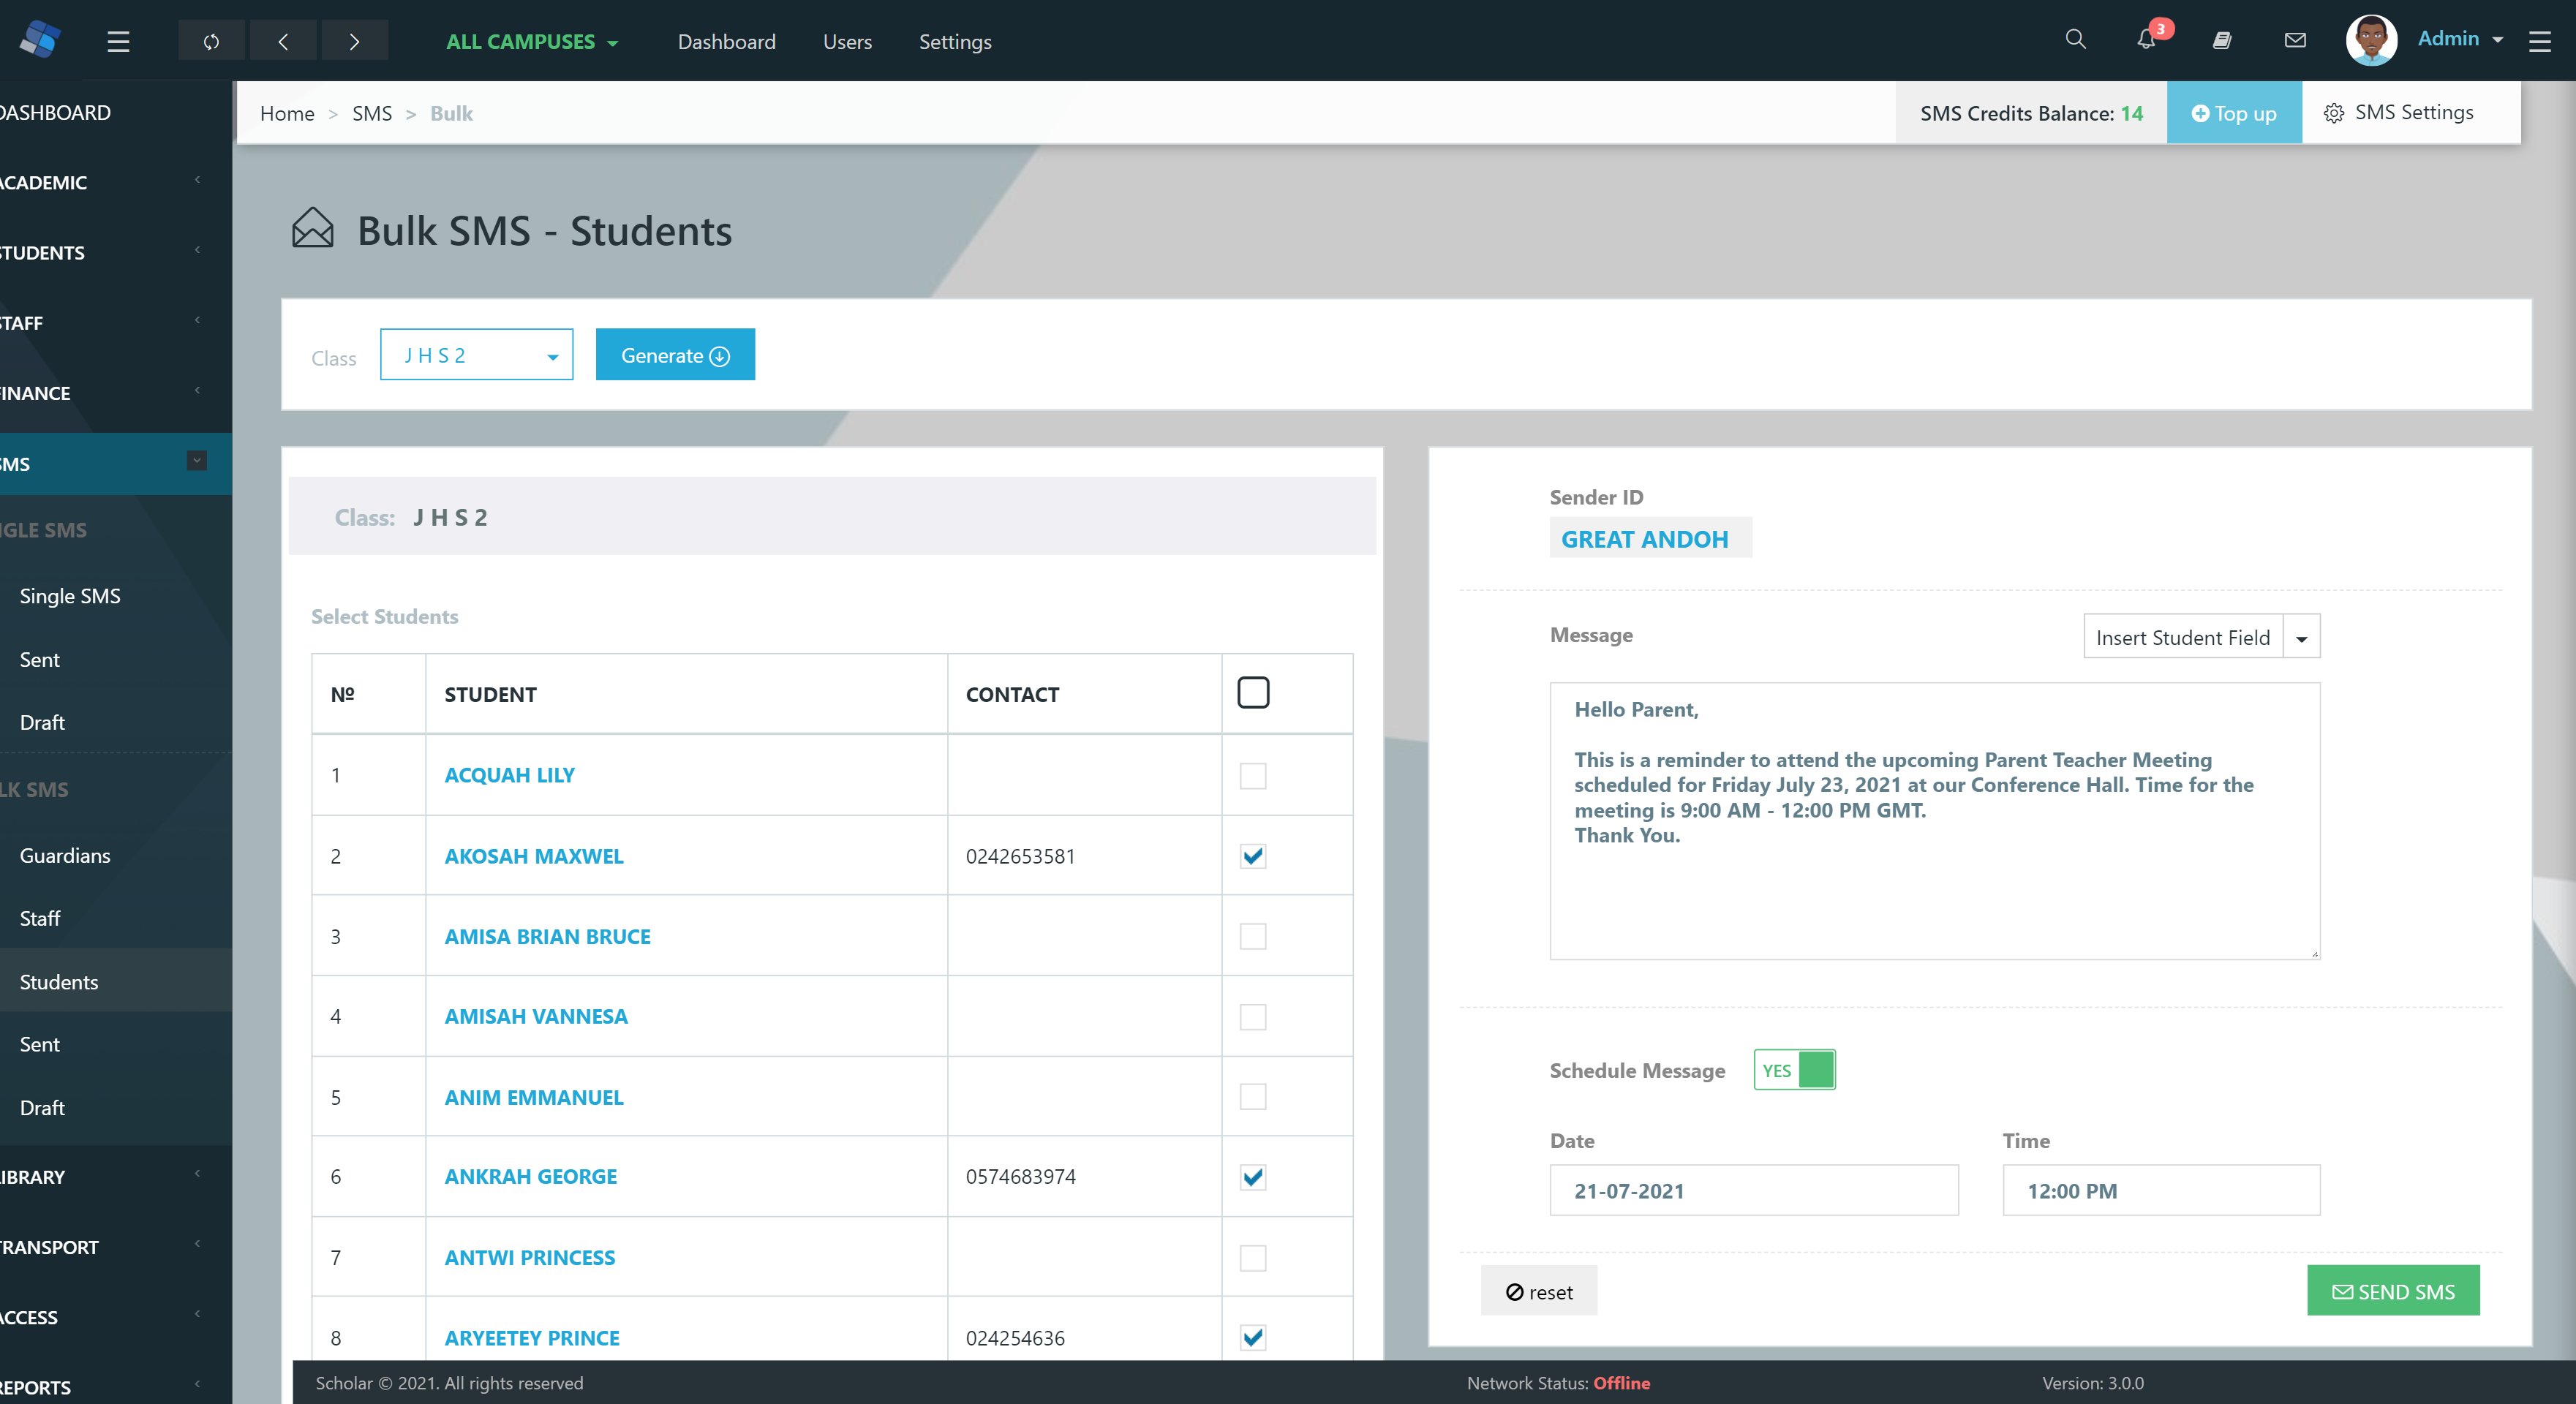 ALL CAMPUSES
Dashboard
Users
Settings
3
Admin
DASHBOARD
ACADEMIC
STUDENTS
STAFF
FINANCE
SMS
NGLE SMS
Single SMS
Sent
Draft
LK SMS
Guardians
Staff
Students
Sent
Draft
LIBRARY
TRANSPORT
ACCESS
REPORTS
Home > SMS > Bulk
SMS Credits Balance: 14
Top up
SMS Settings
Bulk SMS - Students
Class
J H S 2
Generate
Class: J H S 2
Select Students
Nº STUDENT CONTACT
1 ACQUAH LILY
2 AKOSAH MAXWEL 0242653581
3 AMISA BRIAN BRUCE
4 AMISAH VANNESA
5 ANIM EMMANUEL
6 ANKRAH GEORGE 0574683974
7 ANTWI PRINCESS
8 ARYEETEY PRINCE 024254636
Sender ID
GREAT ANDOH
Message
Insert Student Field
Hello Parent,
This is a reminder to attend the upcoming Parent Teacher Meeting
scheduled for Friday July 23, 2021 at our Conference Hall. Time for the
meeting is 9:00 AM - 12:00 PM GMT.
Thank You.
Schedule Message YES
Date Time
21-07-2021 12:00 PM
reset
SEND SMS
Scholar © 2021. All rights reserved
Network Status: Offline
Version: 3.0.0